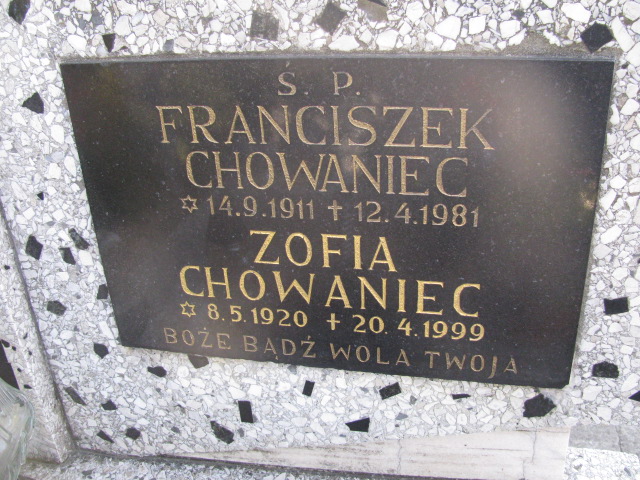 Ś. P.
FRANCISZEK
CHOWANIEC
✡ 14.9.1911 ✝ 12.4.1981
ZOFIA
CHOWANIEC
✡ 8.5.1920 ✝ 20.4.1999
BOŻE BĄDŹ WOLA TWOJA